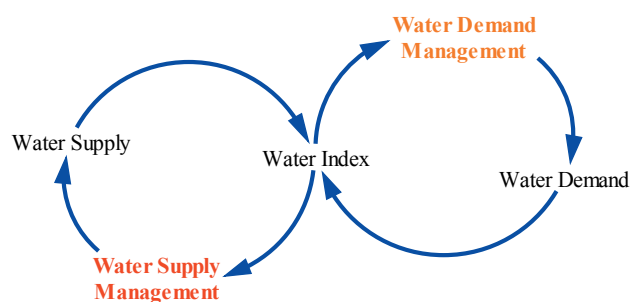 Water Demand
Management
Water Supply
Water Index
Water Demand
Water Supply
Management